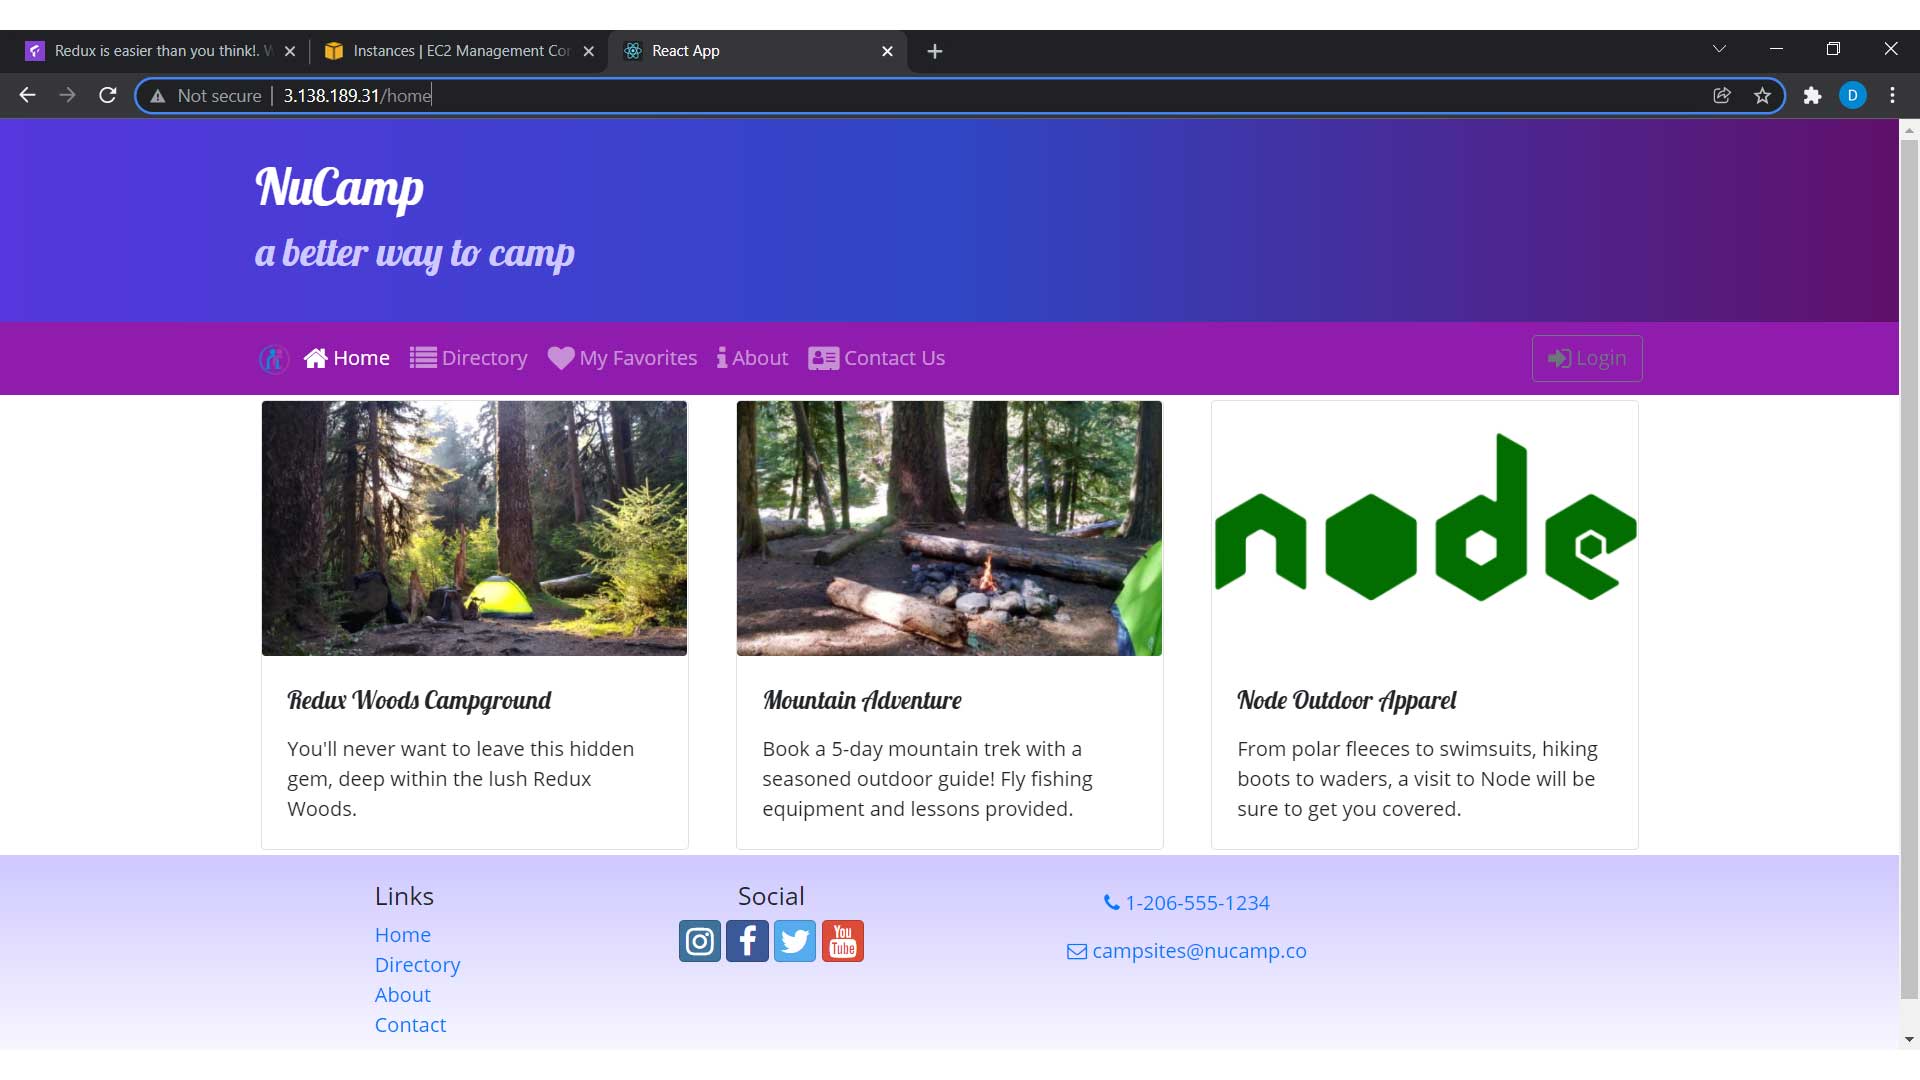 Redux is easier than you think!.
Instances | EC2 Management Con
React App
Not secure | 3.138.189.31/home
D
NuCamp
a better way to camp
Home
Directory
My Favorites
About
Contact Us
Login
node
Redux Woods Campground
You'll never want to leave this hidden
gem, deep within the lush Redux
Woods.
Mountain Adventure
Book a 5-day mountain trek with a
seasoned outdoor guide! Fly fishing
equipment and lessons provided.
Node Outdoor Apparel
From polar fleeces to swimsuits, hiking
boots to waders, a visit to Node will be
sure to get you covered.
Links
Home
Directory
About
Contact
Social
You
Tube
1-206-555-1234
campsites@nucamp.co